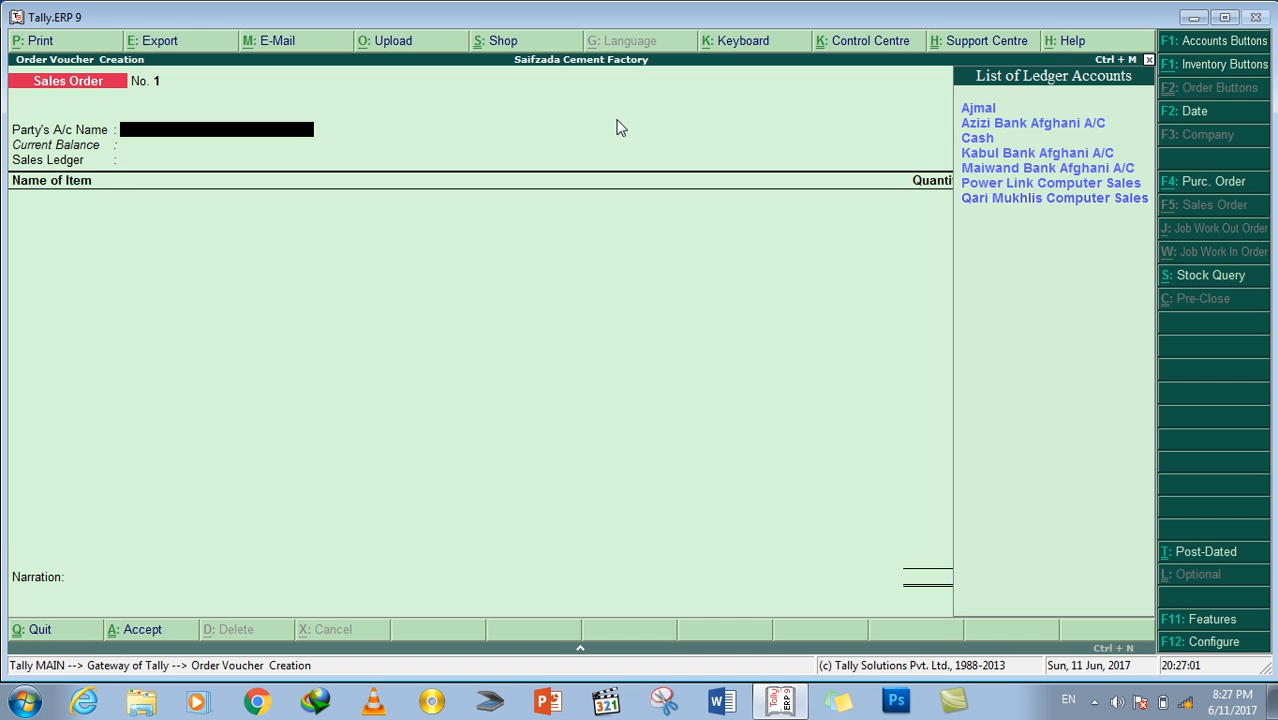 Tally.ERP 9
P: Print E: Export M: E-Mail O: Upload S: Shop G: Language K: Keyboard K: Control Centre H: Support Centre H: Help
Order Voucher Creation Saifzada Cement Factory Ctrl + M
Sales Order No. 1
Party's A/c Name :
Current Balance :
Sales Ledger :
Name of Item Quanti
List of Ledger Accounts
Ajmal
Azizi Bank Afghani A/C
Cash
Kabul Bank Afghani A/C
Maiwand Bank Afghani A/C
Power Link Computer Sales
Qari Mukhlis Computer Sales
F1: Accounts Buttons
F1: Inventory Buttons
F2: Order Buttons
F2: Date
F3: Company
F4: Purc. Order
F5: Sales Order
J: Job Work Out Order
W: Job Work In Order
S: Stock Query
C: Pre-Close
T: Post-Dated
L: Optional
F11: Features
F12: Configure
Narration:
Q: Quit A: Accept D: Delete X: Cancel
Ctrl + N
Tally MAIN --> Gateway of Tally --> Order Voucher Creation (c) Tally Solutions Pvt. Ltd., 1988-2013 Sun, 11 Jun, 2017 20:27:01
321
W
Tally
ERP 9
Ps
EN
8:27 PM
6/11/2017